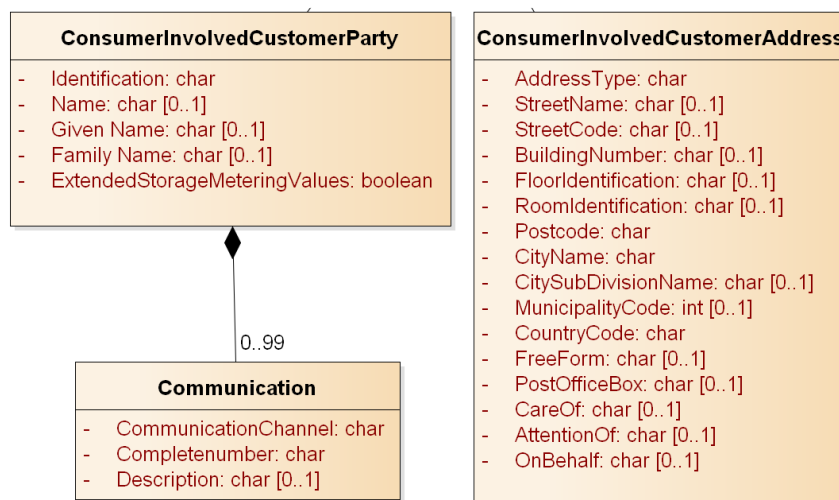 ConsumerInvolvedCustomerParty
- Identification: char
- Name: char [0..1]
- Given Name: char [0..1]
- Family Name: char [0..1]
- ExtendedStorageMeteringValues: boolean
0..99
Communication
- CommunicationChannel: char
- Completenumber: char
- Description: char [0..1]
ConsumerInvolvedCustomerAddress
- AddressType: char
- StreetName: char [0..1]
- StreetCode: char [0..1]
- BuildingNumber: char [0..1]
- FloorIdentification: char [0..1]
- RoomIdentification: char [0..1]
- Postcode: char
- CityName: char
- CitySubDivisionName: char [0..1]
- MunicipalityCode: int [0..1]
- CountryCode: char
- FreeForm: char [0..1]
- PostOfficeBox: char [0..1]
- CareOf: char [0..1]
- AttentionOf: char [0..1]
- OnBehalf: char [0..1]